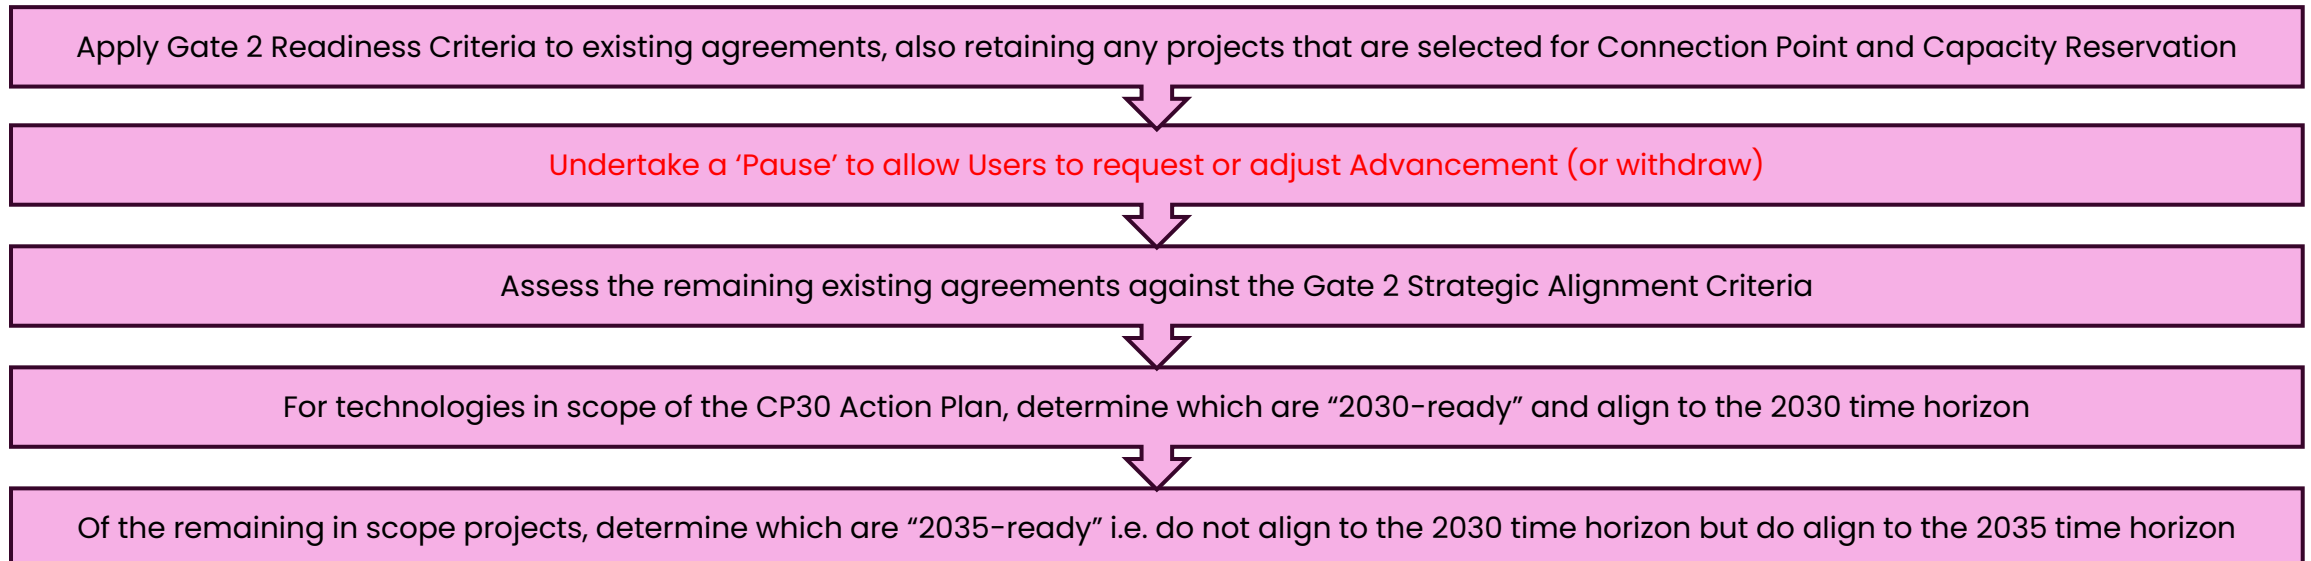 Apply Gate 2 Readiness Criteria to existing agreements, also retaining any projects that are selected for Connection Point and Capacity Reservation
Undertake a ‘Pause’ to allow Users to request or adjust Advancement (or withdraw)
Assess the remaining existing agreements against the Gate 2 Strategic Alignment Criteria
For technologies in scope of the CP30 Action Plan, determine which are “2030-ready” and align to the 2030 time horizon
Of the remaining in scope projects, determine which are “2035-ready” i.e. do not align to the 2030 time horizon but do align to the 2035 time horizon